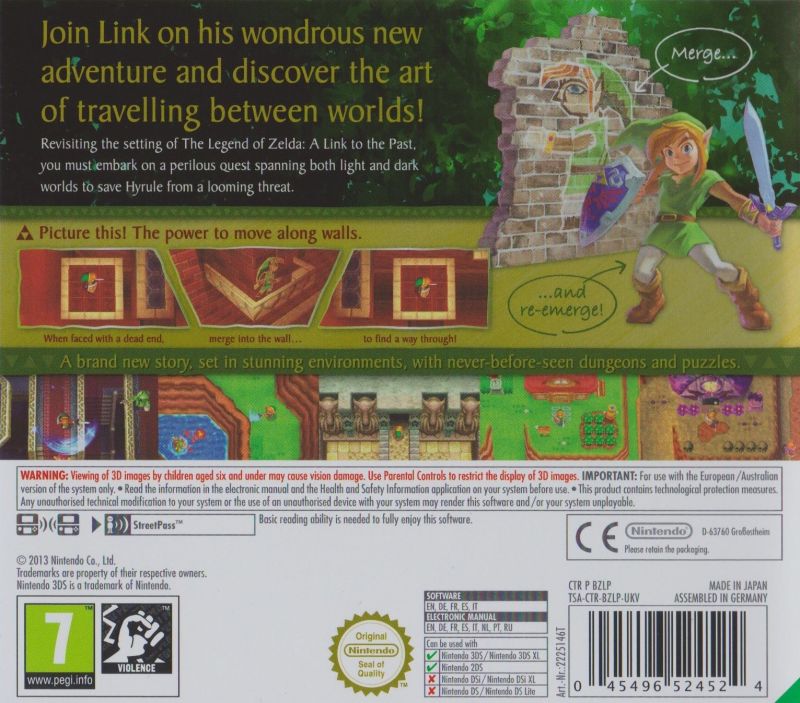 Join Link on his wondrous new
adventure and discover the art
of travelling between worlds!
Revisiting the setting of The Legend of Zelda: A Link to the Past,
you must embark on a perilous quest spanning both light and dark
worlds to save Hyrule from a looming threat.
Merge...
...and
re-emerge!
Picture this! The power to move along walls.
When faced with a dead end,
merge into the wall...
to find a way through!
A brand new story, set in stunning environments, with never-before-seen dungeons and puzzles.
WARNING: Viewing of 3D images by children aged six and under may cause vision damage. Use Parental Controls to restrict the display of 3D images. IMPORTANT: For use with the European/Australian
version of the system only. • Read the information in the electronic manual and the Health and Safety Information application on your system before use. • This product contains technological protection measures.
Any unauthorised technical modification to your system or the use of an unauthorised device with your system may render this software and/or your system unplayable.
StreetPass™
Basic reading ability is needed to fully enjoy this software.
CE
Nintendo®
D-63760 Großostheim
Please retain the packaging.
© 2013 Nintendo Co., Ltd.
Trademarks are property of their respective owners.
Nintendo 3DS is a trademark of Nintendo.
CTR P BZLP
MADE IN JAPAN
TSA-CTR-BZLP-UKV
ASSEMBLED IN GERMANY
7
™
www.pegi.info
™
VIOLENCE
Original
Nintendo®
Seal of
Quality
™
SOFTWARE
EN, DE, FR, ES, IT
ELECTRONIC MANUAL
EN, DE, FR, ES, IT, NL, PT, RU
Can be used with
Nintendo 3DS / Nintendo 3DS XL
Nintendo 2DS
Nintendo DSi / Nintendo DSi XL
Nintendo DS / Nintendo DS Lite
Art.-Nr.: 2225146T
0 45496 52452 4